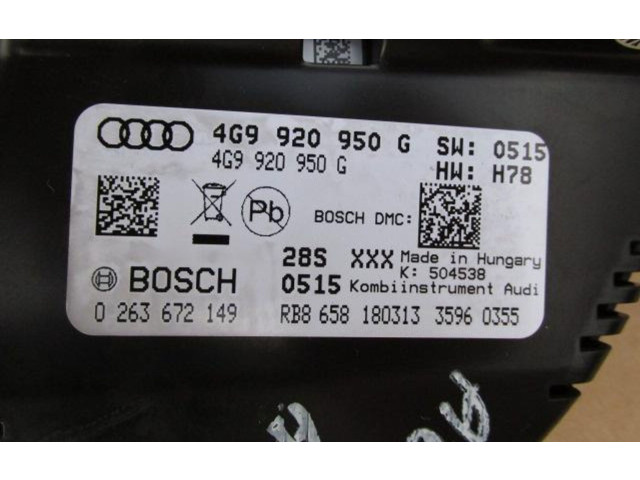 4G9 920 950 G SW: 0515
4G9 920 950 G HW: H78
Pb BOSCH DMC:
28S XXX Made in Hungary
K: 504538
BOSCH 0515 Kombiinstrument Audi
0 263 672 149 RB8 658 180313 3596 0355